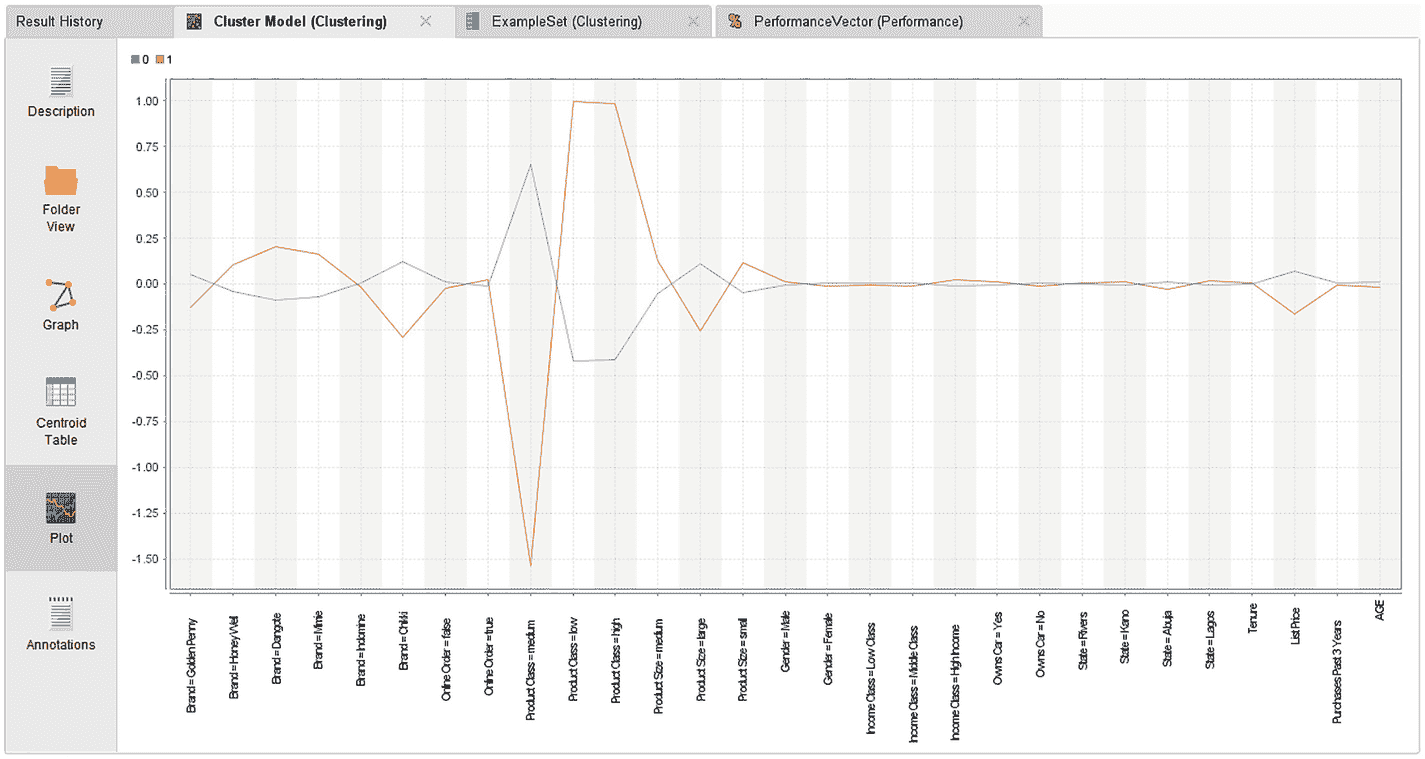 Result History
Cluster Model (Clustering)
ExampleSet (Clustering)
PerformanceVector (Performance)
Description
Folder
View
Graph
Centroid
Table
Plot
Annotations
0 1
1.00
0.75
0.50
0.25
0.00
-0.25
-0.50
-0.75
-1.00
-1.25
-1.50
Brand = Golden Penny
Brand = Honey Well
Brand = Dangote
Brand = Mimie
Brand = Indomine
Brand = Chikki
Online Order = false
Online Order = true
Product Class = medium
Product Class = low
Product Class = high
Product Size = medium
Product Size = large
Product Size = small
Gender = Male
Gender = Female
Income Class = Low Class
Income Class = Middle Class
Income Class = High Income
Owns Car = Yes
Owns Car = No
State = Rivers
State = Kano
State = Abuja
State = Lagos
Tenure
List Price
Purchases Past 3 Years
AGE